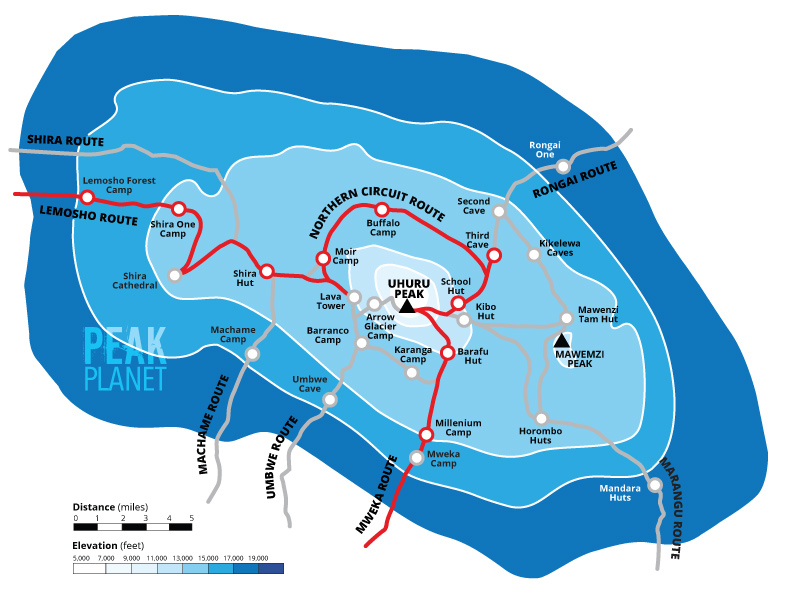 SHIRA ROUTE
Rongai
One
RONGAI ROUTE
Lemosho Forest
Camp
LEMOSHO ROUTE
Shira One
Camp
NORTHERN CIRCUIT ROUTE
Buffalo
Camp
Second
Cave
Third
Cave
Kikelewa
Caves
Moir
Camp
Shira
Cathedral
Shira
Hut
Lava
Tower
UHURU
PEAK
School
Hut
Kibo
Hut
Arrow
Glacier
Camp
Mawenzi
Tarn Hut
MAWEMZI
PEAK
Machame
Camp
Barranco
Camp
Karanga
Camp
Barafu
Hut
PEAK
PLANET
Umbwe
Cave
MACHAME ROUTE
UMBWE ROUTE
Millenium
Camp
Mweka
Camp
MWEKA ROUTE
Horombo
Huts
Mandara
Huts
MARANGU ROUTE
Distance (miles)
0 1 2 3 4 5
Elevation (feet)
5,000 7,000 9,000 11,000 13,000 15,000 17,000 19,000